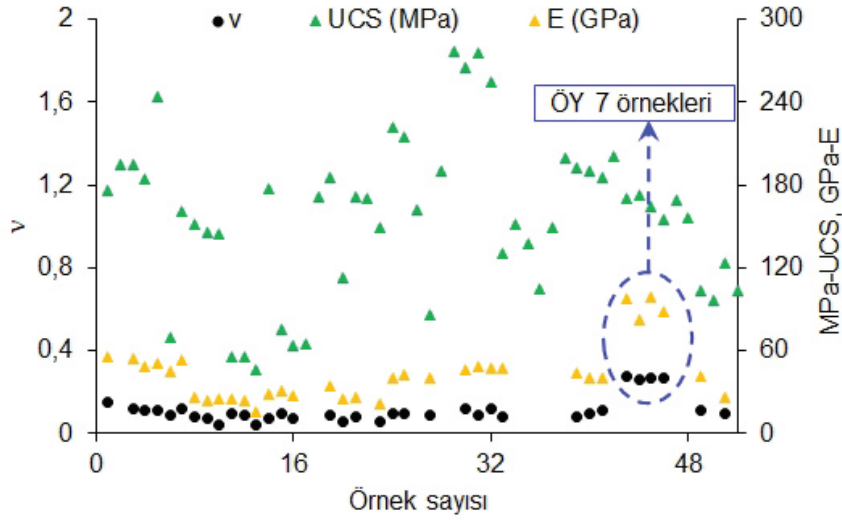 ν UCS (MPa) E (GPa)
2
1,6
1,2
0,8
0,4
0
ν
300
240
180
120
60
0
MPa-UCS, GPa-E
ÖY 7 örnekleri
0 16 32 48
Örnek sayısı